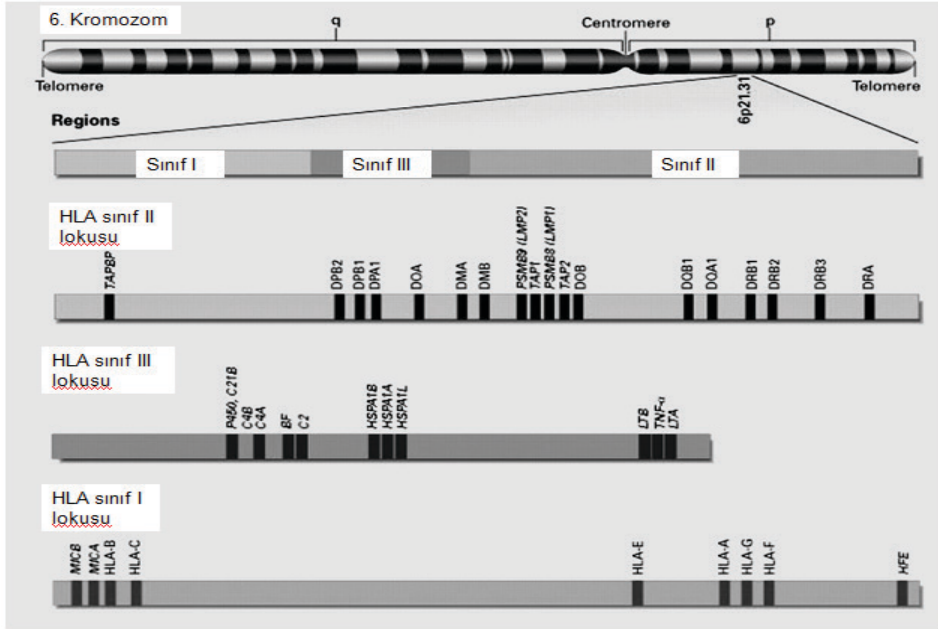 6. Kromozom
q
Centromere
p
Telomere
Telomere
6p21.31
Regions
Sınıf I
Sınıf III
Sınıf II
HLA sınıf II
lokusu
TAPBP
DPB2
DPB1
DPA1
DOA
DMA
DMB
PSMB9 (LMP2)
TAP1
PSMB8 (LMP1)
TAP2
DOB
DQB1
DQA1
DRB1
DRB2
DRB3
DRA
HLA sınıf III
lokusu
P450, C21B
C4B
C4A
BF
C2
HSPA1B
HSPA1A
HSPA1L
LTB
TNF-α
LTA
HLA sınıf I
lokusu
MICB
MICA
HLA-B
HLA-C
HLA-E
HLA-A
HLA-G
HLA-F
HFE